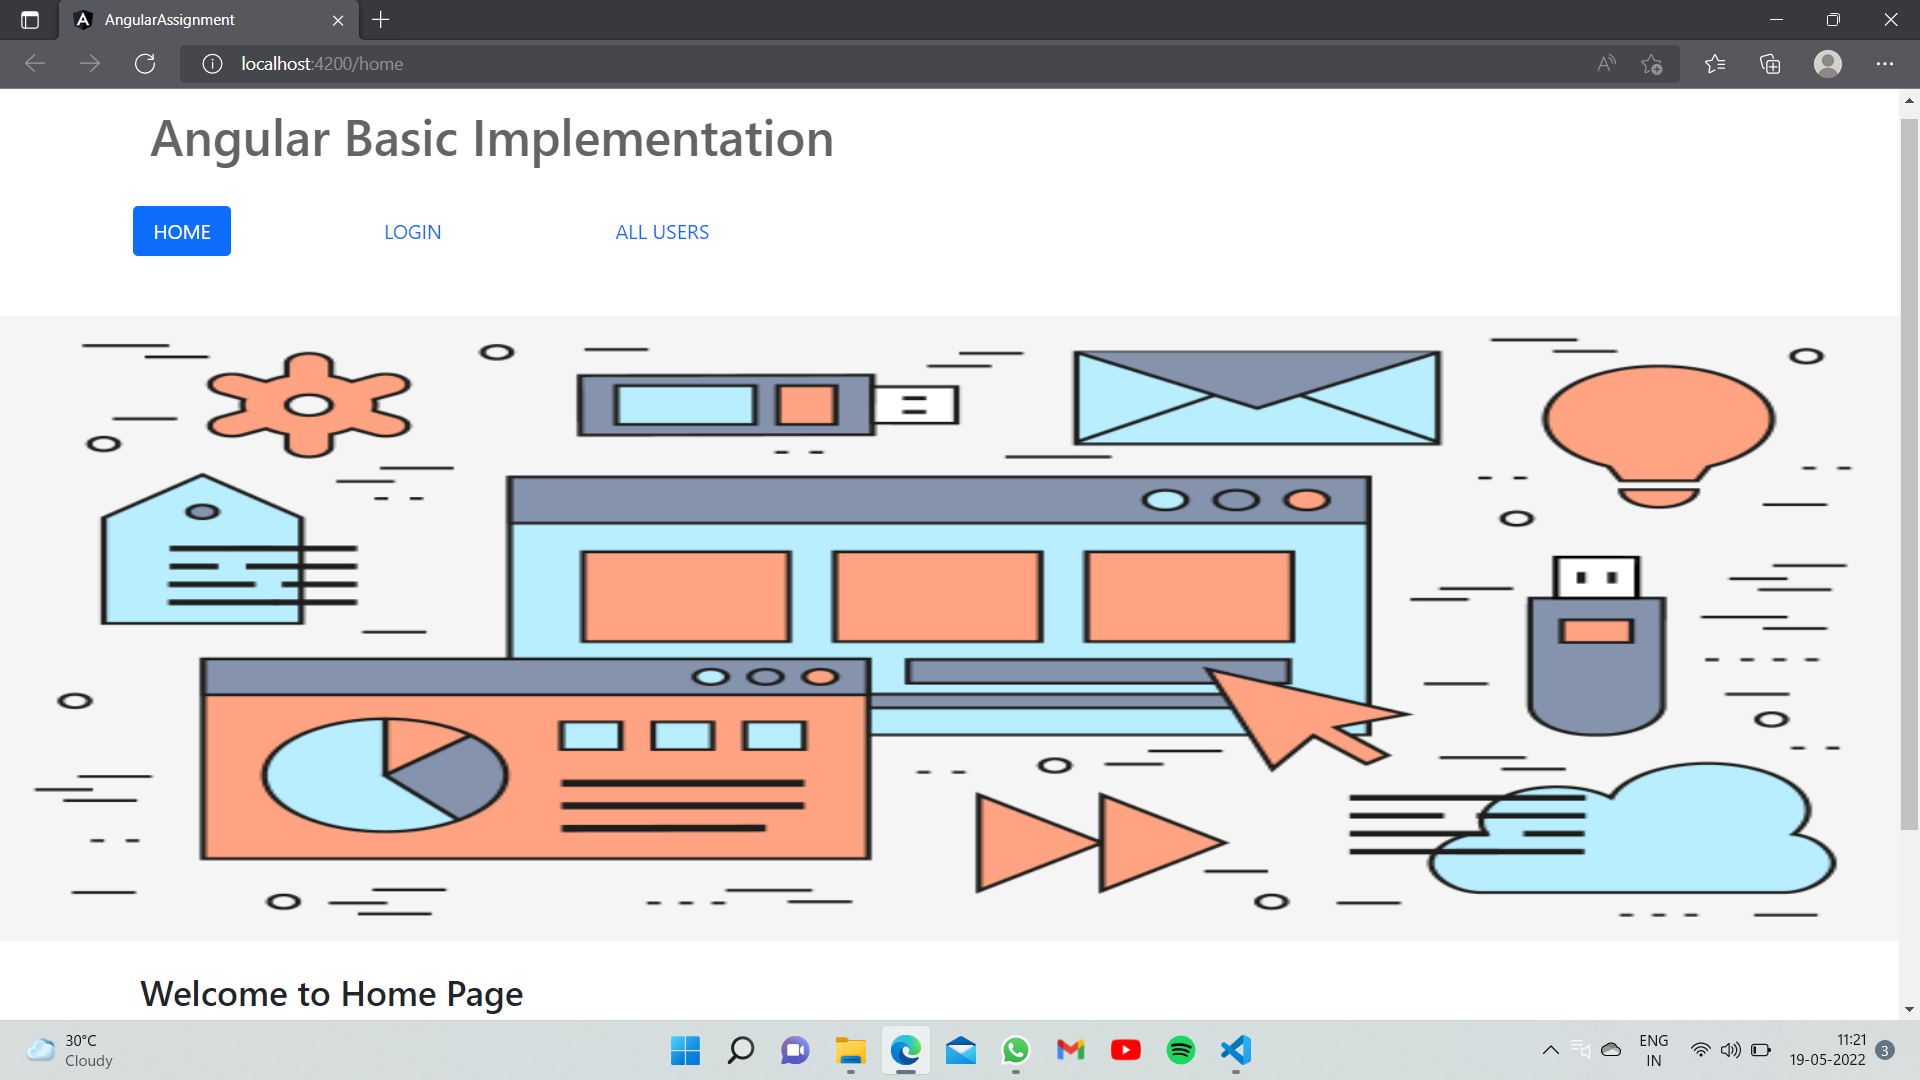 AngularAssignment
localhost:4200/home
Angular Basic Implementation
HOME LOGIN ALL USERS
Welcome to Home Page
30°C
Cloudy
ENG
IN
11:21
19-05-2022
3